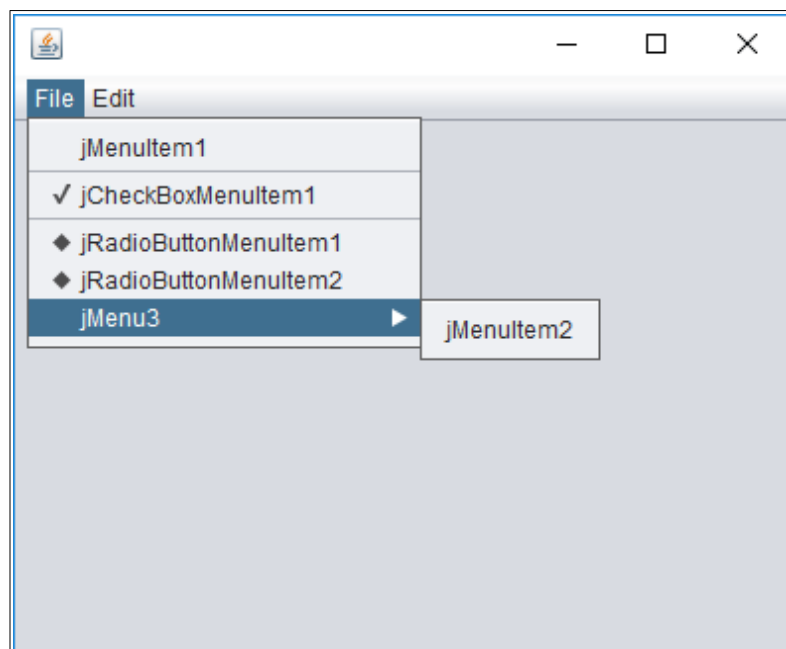 File Edit
jMenuItem1
jCheckBoxMenuItem1
jRadioButtonMenuItem1
jRadioButtonMenuItem2
jMenu3
jMenuItem2